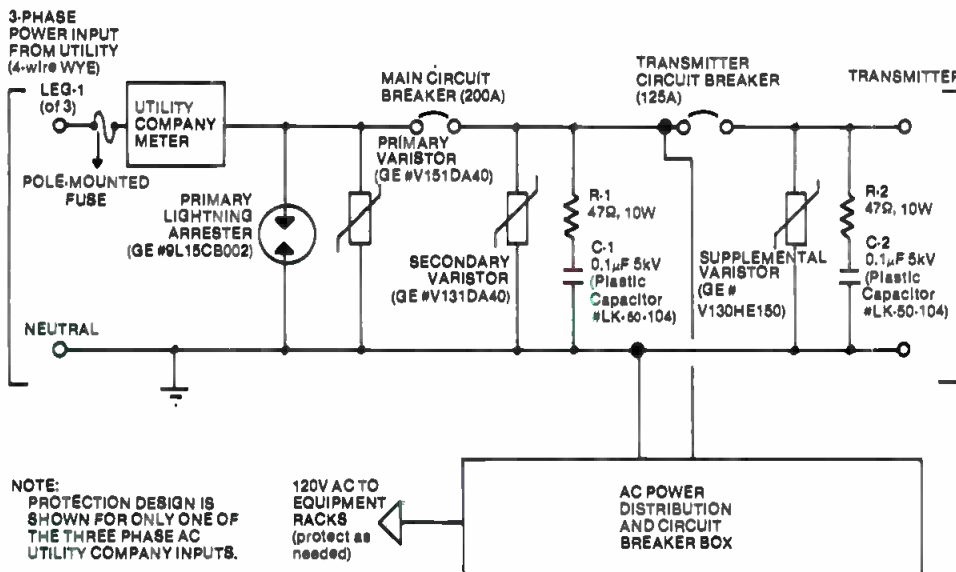 3-PHASE
POWER INPUT
FROM UTILITY
(4-wire WYE)
LEG-1
(of 3)
UTILITY
COMPANY
METER
POLE-MOUNTED
FUSE
PRIMARY
LIGHTNING
ARRESTER
(GE #9L15CB002)
MAIN CIRCUIT
BREAKER (200A)
PRIMARY
VARISTOR
(GE #V151DA40)
SECONDARY
VARISTOR
(GE #V131DA40)
R-1
47Ω, 10W
C-1
0.1µF 5kV
(Plastic
Capacitor
#LK-50-104)
TRANSMITTER
CIRCUIT BREAKER
(125A)
TRANSMITTER
SUPPLEMENTAL
VARISTOR
(GE #
V130HE150)
R-2
47Ω, 10W
C-2
0.1µF 5kV
(Plastic
Capacitor
#LK-50-104)
NEUTRAL
NOTE:
PROTECTION DESIGN IS
SHOWN FOR ONLY ONE OF
THE THREE PHASE AC
UTILITY COMPANY INPUTS.
120V AC TO
EQUIPMENT
RACKS
(protect as
needed)
AC POWER
DISTRIBUTION
AND CIRCUIT
BREAKER BOX